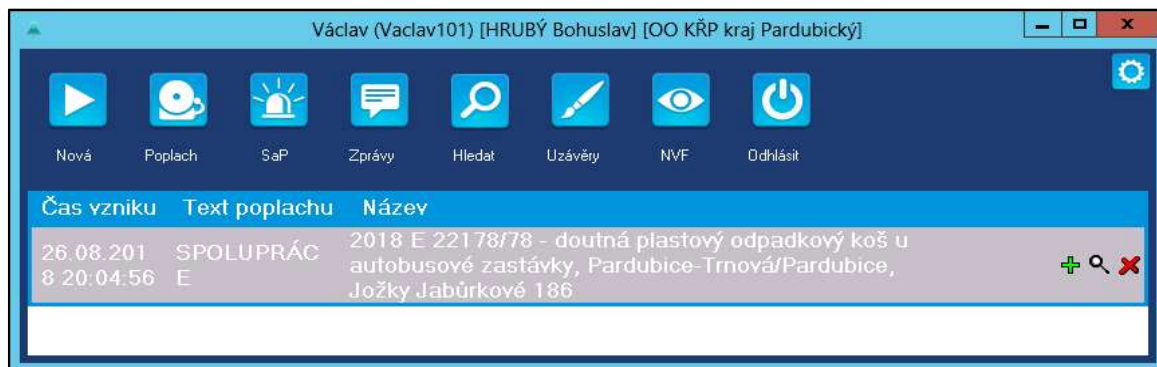 Václav (Vaclav101) [HRUBÝ Bohuslav] [OO KŘP kraj Pardubický]
Nová Poplach SaP Zprávy Hledat Uzávěry NVF Odhlásit
Čas vzniku Text poplachu Název
26.08.201 SPOLUPRÁC 2018 E 22178/78 - doutná plastový odpadkový koš u
8 20:04:56 E autobusové zastávky, Pardubice-Trnová/Pardubice,
Jožky Jabůrkové 186